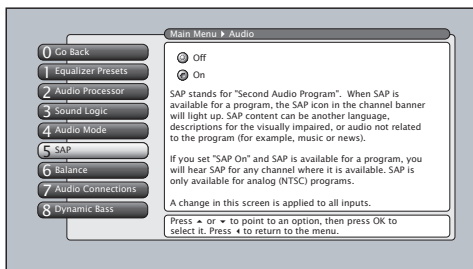 Main Menu ▸ Audio
0 Go Back
1 Equalizer Presets
2 Audio Processor
3 Sound Logic
4 Audio Mode
5 SAP
6 Balance
7 Audio Connections
8 Dynamic Bass
Off
On
SAP stands for "Second Audio Program". When SAP is
available for a program, the SAP icon in the channel banner
will light up. SAP content can be another language,
descriptions for the visually impaired, or audio not related
to the program (for example, music or news).
If you set "SAP On" and SAP is available for a program, you
will hear SAP for any channel where it is available. SAP is
only available for analog (NTSC) programs.
A change in this screen is applied to all inputs.
Press ▲ or ▼ to point to an option, then press OK to
select it. Press ◂ to return to the menu.